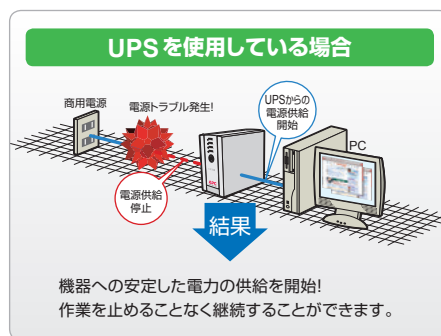 UPSを使用している場合
商用電源
電源トラブル発生!
UPSからの
電源供給
開始
PC
電源供給
停止
結果
機器への安定した電力の供給を開始!
作業を止めることなく継続することができます。